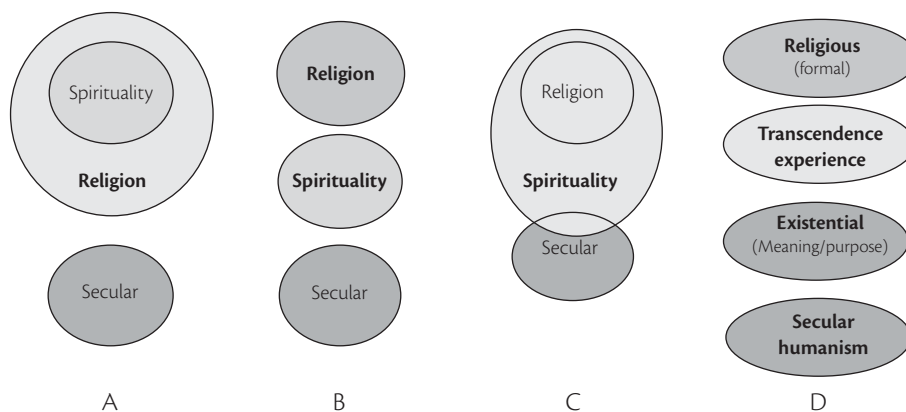 Spirituality
Religion
Secular
A
Religion
Spirituality
Secular
B
Religion
Spirituality
Secular
C
Religious
(formal)
Transcendence
experience
Existential
(Meaning/purpose)
Secular
humanism
D